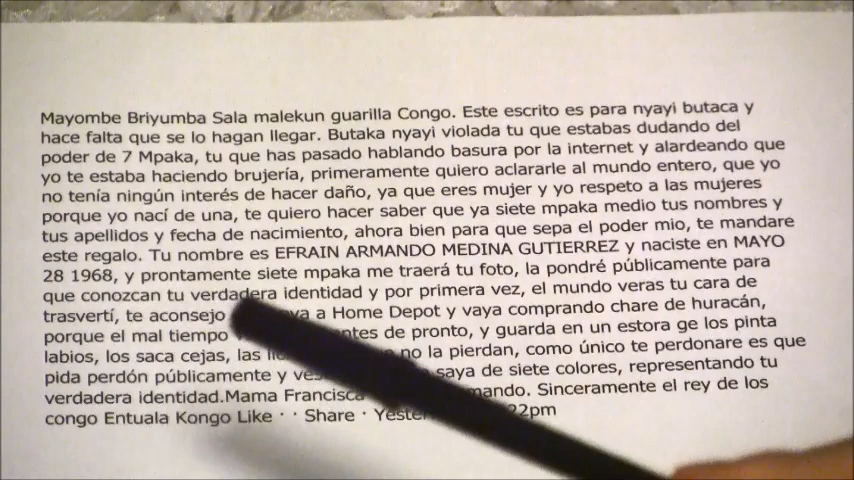 Mayombe Briyumba Sala malekun guarilla Congo. Este escrito es para nyayi butaca y
hace falta que se lo hagan llegar. Butaka nyayi violada tu que estabas dudando del
poder de 7 Mpaka, tu que has pasado hablando basura por la internet y alardeando que
yo te estaba haciendo brujería, primeramente quiero aclararle al mundo entero, que yo
no tenía ningún interés de hacer daño, ya que eres mujer y yo respeto a las mujeres
porque yo nací de una, te quiero hacer saber que ya siete mpaka medio tus nombres y
tus apellidos y fecha de nacimiento, ahora bien para que sepa el poder mio, te mandare
este regalo. Tu nombre es EFRAIN ARMANDO MEDINA GUTIERREZ y naciste en MAYO
28 1968, y prontamente siete mpaka me traerá tu foto, la pondré públicamente para
que conozcan tu verdadera identidad y por primera vez, el mundo veras tu cara de
trasvertí, te aconsejo a Home Depot y vaya comprando chare de huracán,
porque el mal tiempo antes de pronto, y guarda en un estora ge los pinta
labios, los saca cejas, las no la pierdan, como único te perdonare es que
pida perdón públicamente y saya de siete colores, representando tu
verdadera identidad.Mama Francisca Sinceramente el rey de los
congo Entuala Kongo Like · · Share ·